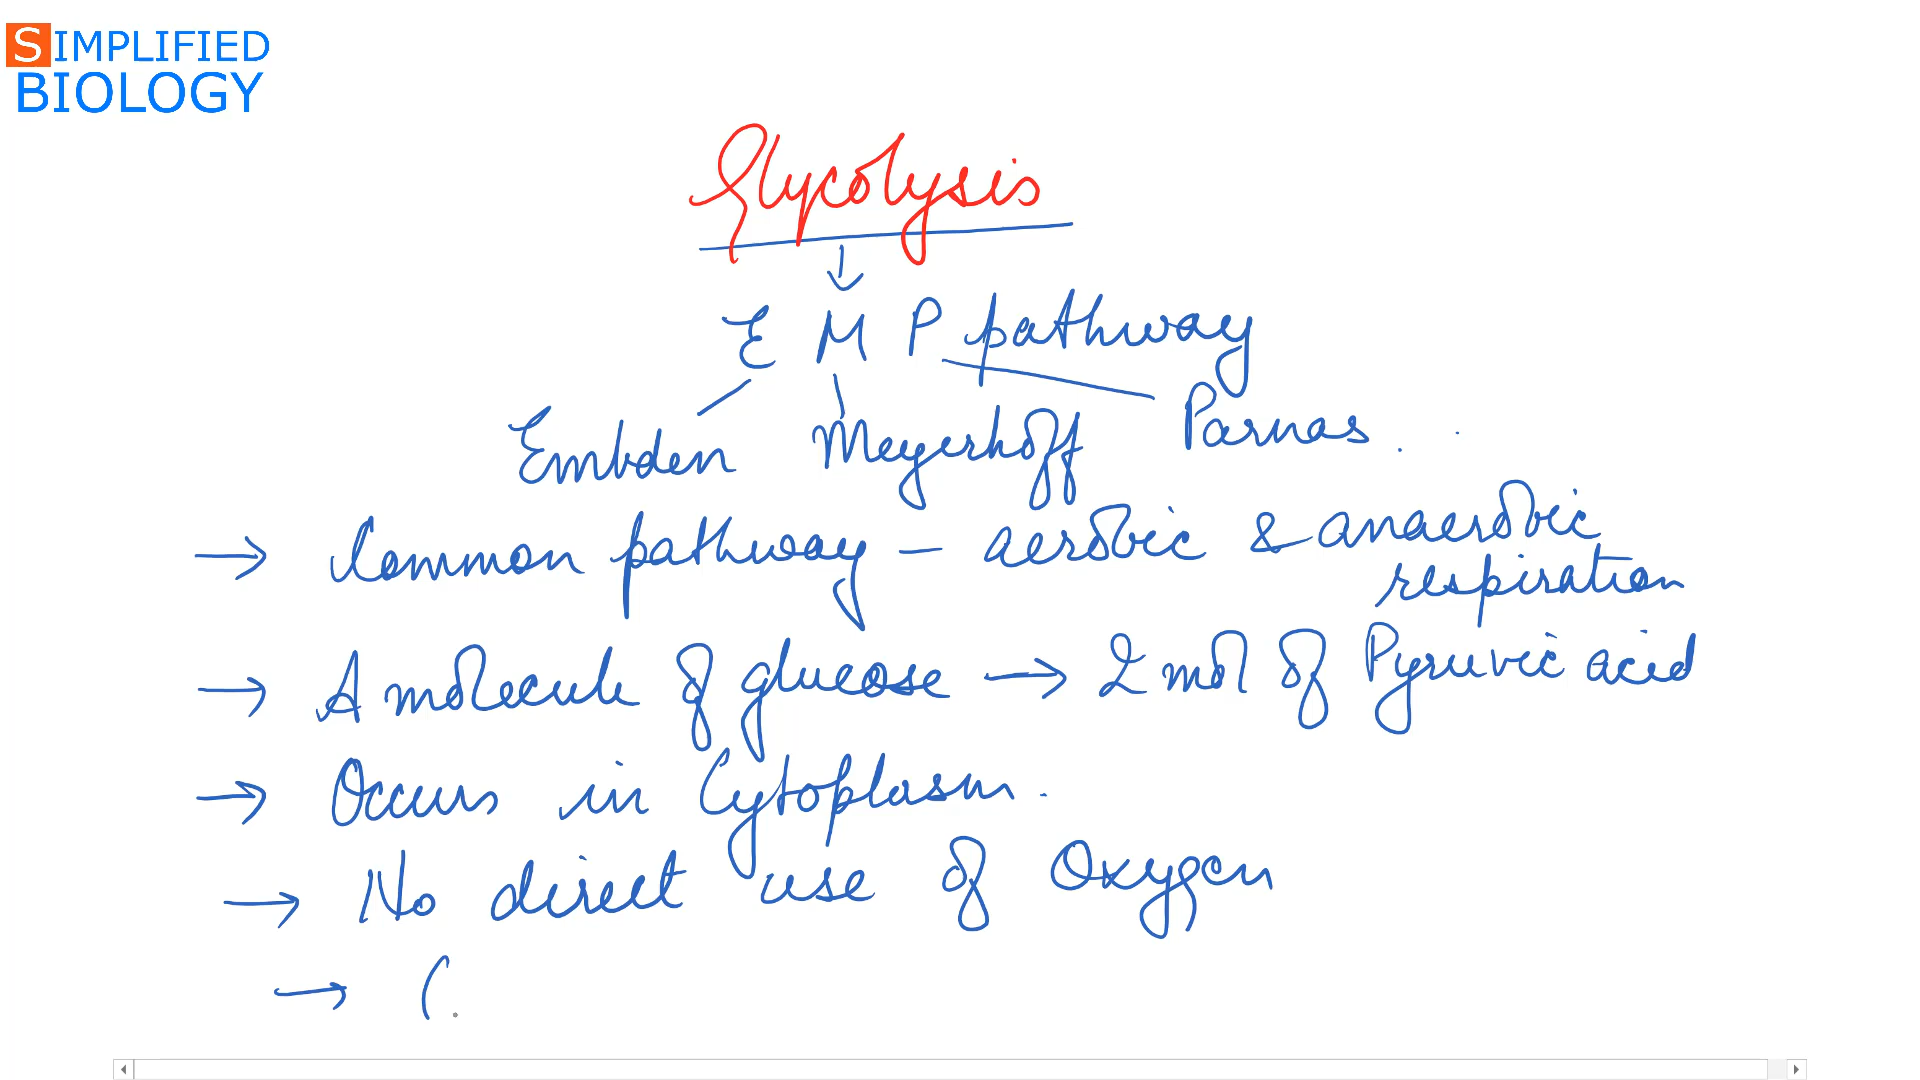 SIMPLIFIED
BIOLOGY
Glycolysis
E M P pathway
Embden Meyerhoff Parnas.
→ Common pathway – aerobic & anaerobic
respiration
→ A molecule of glucose → 2 mol of Pyruvic acid
→ Occurs in Cytoplasm.
→ No direct use of Oxygen
→ (